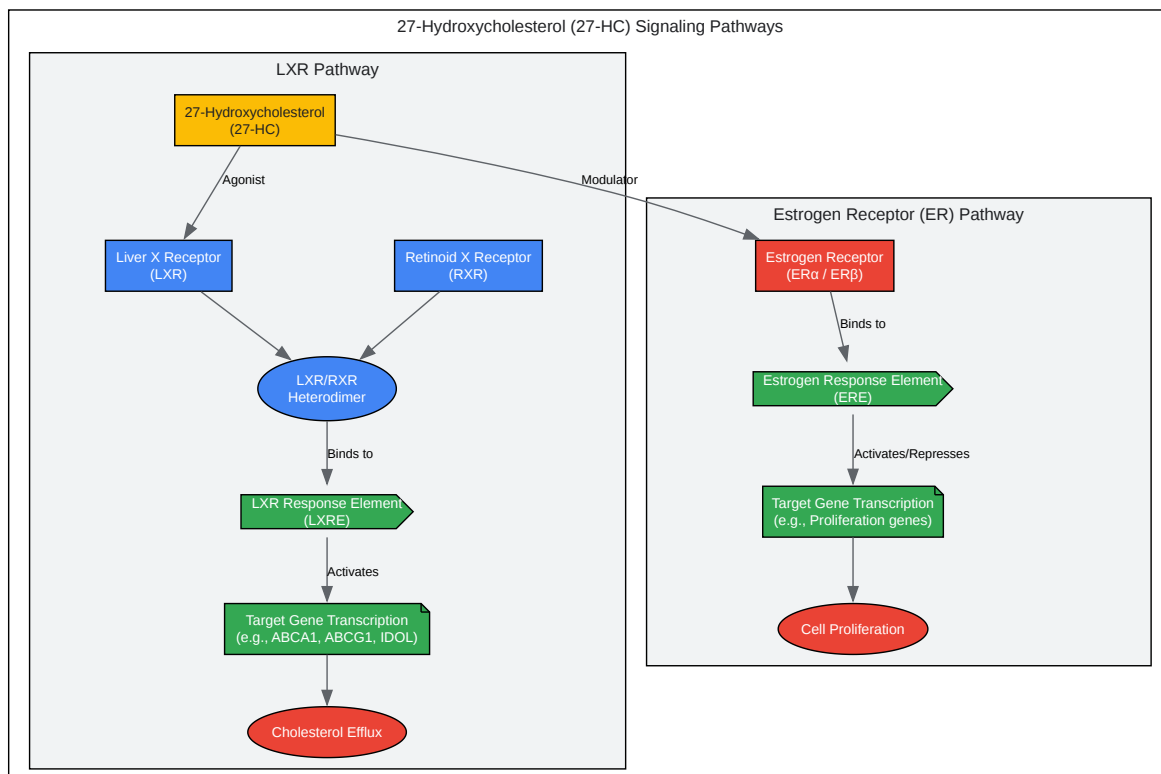 27-Hydroxycholesterol (27-HC) Signaling Pathways
LXR Pathway
27-Hydroxycholesterol
(27-HC)
Agonist
Modulator
Liver X Receptor
(LXR)
Retinoid X Receptor
(RXR)
LXR/RXR
Heterodimer
Binds to
LXR Response Element
(LXRE)
Activates
Target Gene Transcription
(e.g., ABCA1, ABCG1, IDOL)
Cholesterol Efflux
Estrogen Receptor (ER) Pathway
Estrogen Receptor
(ERα / ERβ)
Binds to
Estrogen Response Element
(ERE)
Activates/Represses
Target Gene Transcription
(e.g., Proliferation genes)
Cell Proliferation